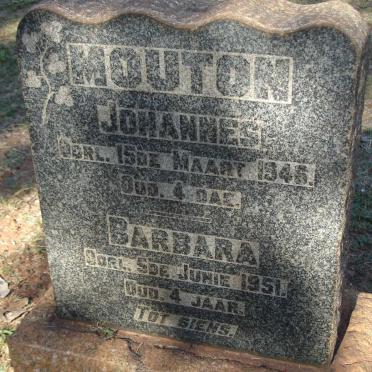 MOUTON
JOHANNES
OORL. 15DE MAART 1946.
OUD. 4 DAE.
BARBARA
OORL. 5DE JUNIE 1951.
OUD. 4 JAAR.
TOT SIENS.